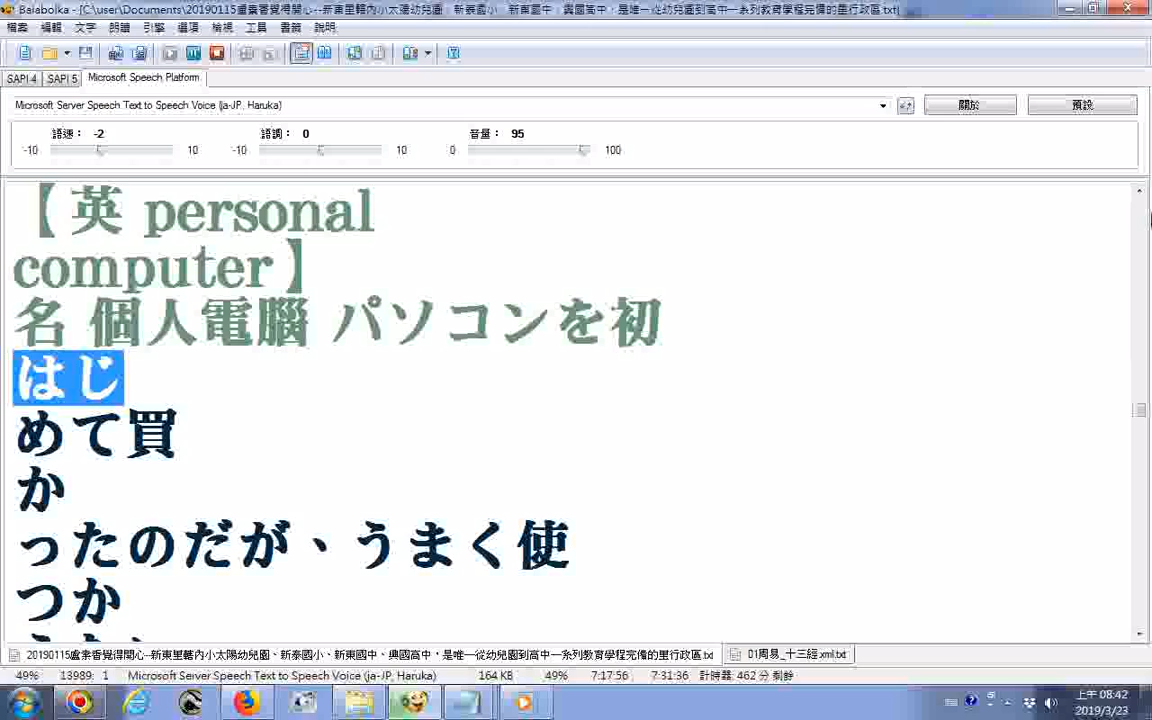 Balabolka - [C:\user\Documents\20190115盧素香覺得開心--新東里轄內小太陽幼兒園、新泰國小、新東國中、興國高中，是唯一從幼兒園到高中一系列教育學程完備的里行政區.txt]
檔案 編輯 文字 朗讀 引擎 選項 檢視 工具 書籤 說明
SAPI 4 SAPI 5 Microsoft Speech Platform
Microsoft Server Speech Text to Speech Voice (ja-JP, Haruka) 關於 預設
語速： -2 語調： 0 音量： 95
-10 10 -10 10 0 100
【英 personal
computer】
名 個人電腦 パソコンを初
はじ
めて買
か
ったのだが、うまく使
つか
20190115盧素香覺得開心--新東里轄內小太陽幼兒園、新泰國小、新東國中、興國高中，是唯一從幼兒園到高中一系列教育學程完備的里行政區.txt 01周易_十三經.xml.txt
49% 13989: 1 Microsoft Server Speech Text to Speech Voice (ja-JP, Haruka) 164 KB 49% 7:17:56 7:31:36 計時器: 462 分 剩餘
上午 08:42
2019/3/23